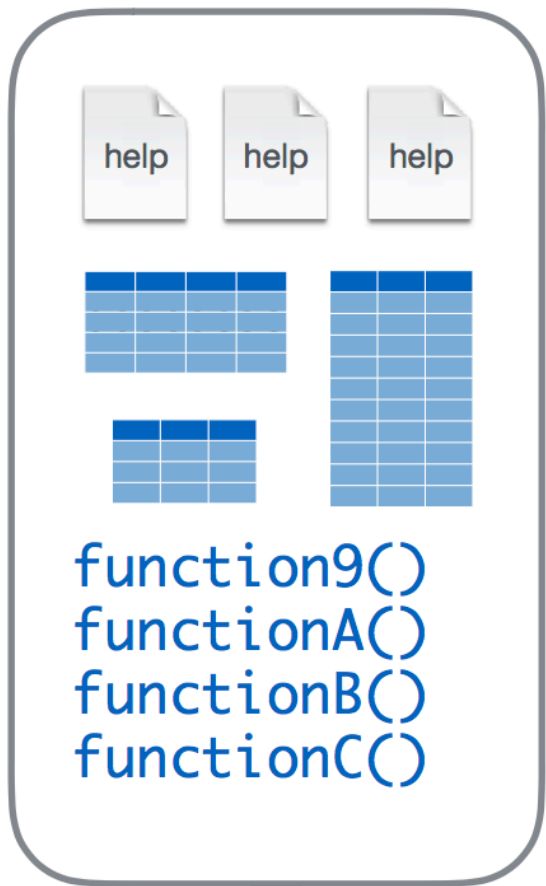 help help help
function9()
functionA()
functionB()
functionC()